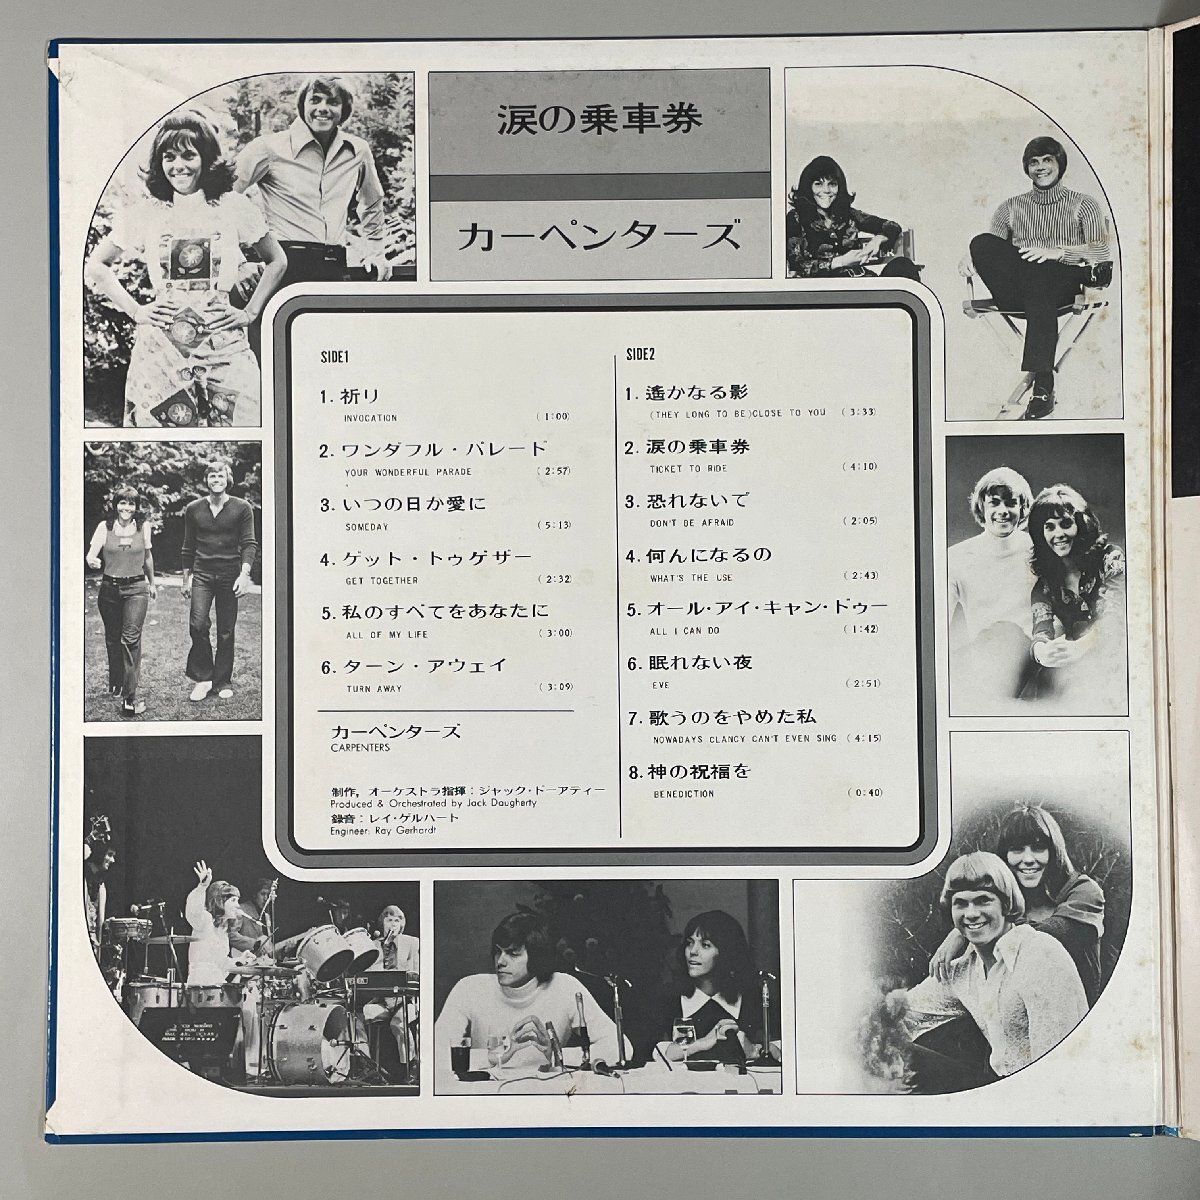 涙の乗車券
カーペンターズ
SIDE1
1. 祈り
INVOCATION (1:00)
2. ワンダフル・パレード
YOUR WONDERFUL PARADE (2:57)
3. いつの日か愛に
SOMEDAY (5:13)
4. ゲット・トゥゲザー
GET TOGETHER (2:32)
5. 私のすべてをあなたに
ALL OF MY LIFE (3:00)
6. ターン・アウェイ
TURN AWAY (3:09)
カーペンターズ
CARPENTERS
制作，オーケストラ指揮：ジャック・ドーアティー
Produced & Orchestrated by Jack Daugherty
録音：レイ・ゲルハート
Engineer: Ray Gerhardt
SIDE2
1. 遙かなる影
(THEY LONG TO BE)CLOSE TO YOU (3:33)
2. 涙の乗車券
TICKET TO RIDE (4:10)
3. 恐れないで
DON'T BE AFRAID (2:05)
4. 何んになるの
WHAT'S THE USE (2:43)
5. オール・アイ・キャン・ドゥー
ALL I CAN DO (1:42)
6. 眠れない夜
EVE (2:51)
7. 歌うのをやめた私
NOWADAYS CLANCY CAN'T EVEN SING (4:15)
8. 神の祝福を
BENEDICTION (0:40)